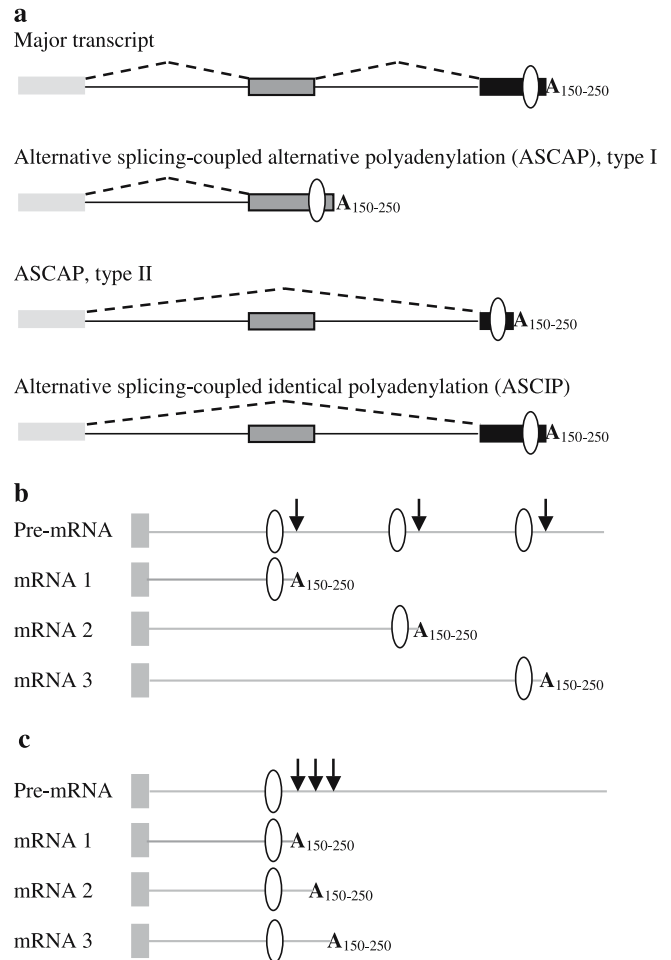 a
Major transcript
A150-250
Alternative splicing-coupled alternative polyadenylation (ASCAP), type I
A150-250
ASCAP, type II
A150-250
Alternative splicing-coupled identical polyadenylation (ASCIP)
A150-250
b
Pre-mRNA
mRNA 1 A150-250
mRNA 2 A150-250
mRNA 3 A150-250
c
Pre-mRNA
mRNA 1 A150-250
mRNA 2 A150-250
mRNA 3 A150-250